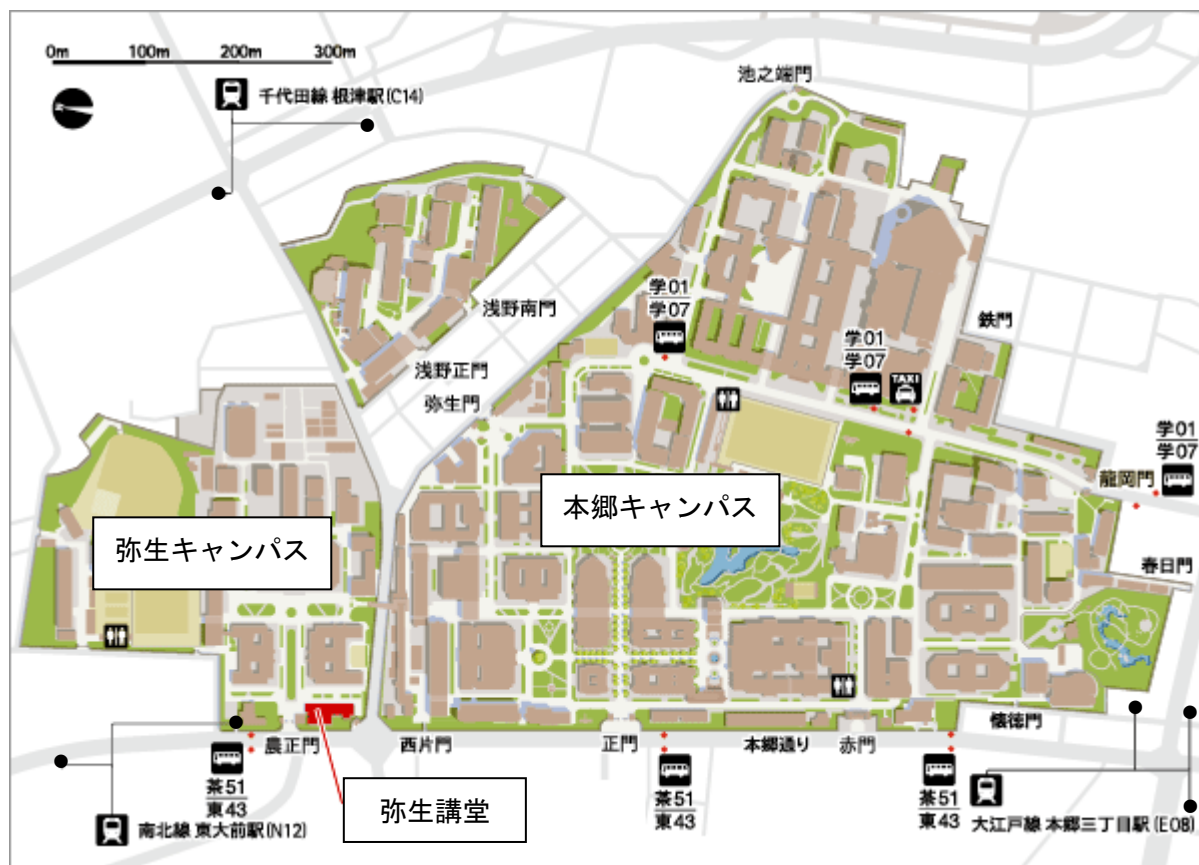 0m 100m 200m 300m
千代田線 根津駅(C14)
池之端門
学01
学07
浅野南門
鉄門
学01
学07
TAXI
浅野正門
弥生門
学01
学07
龍岡門
本郷キャンパス
弥生キャンパス
春日門
農正門
西片門
正門
本郷通り
赤門
懐徳門
茶51
東43
弥生講堂
茶51
東43
茶51
東43
南北線 東大前駅(N12)
大江戸線 本郷三丁目駅(E08)